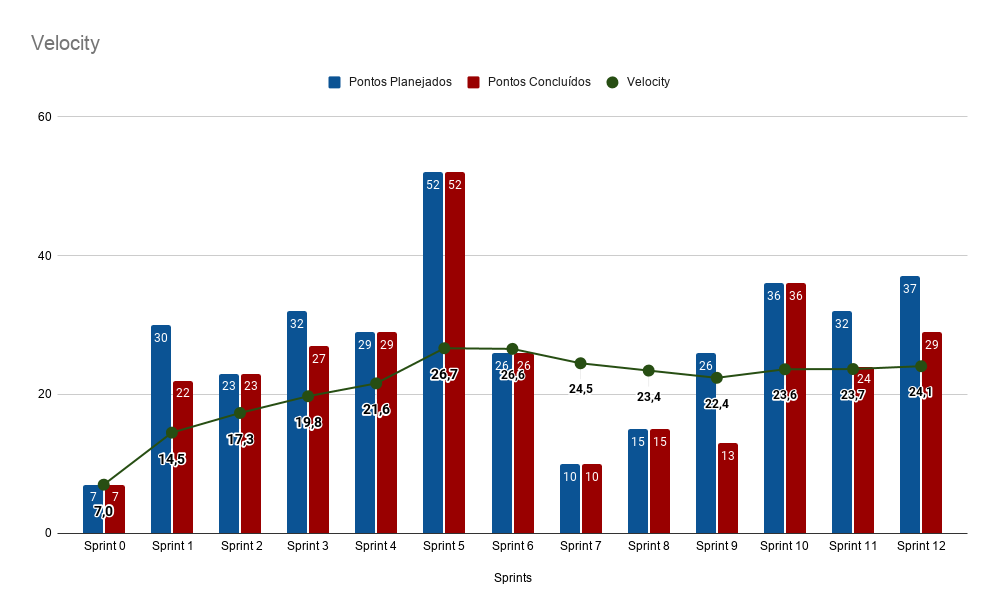 Velocity
Pontos Planejados Pontos Concluídos Velocity
60
40
20
0
7 7 7,0
30 22 14,5
23 23 17,3
32 27 19,8
29 29 21,6
52 52 26,7
26 26 26,6
10 10 24,5
15 15 23,4
26 13 22,4
36 36 23,6
32 24 23,7
37 29 24,1
Sprint 0 Sprint 1 Sprint 2 Sprint 3 Sprint 4 Sprint 5 Sprint 6 Sprint 7 Sprint 8 Sprint 9 Sprint 10 Sprint 11 Sprint 12
Sprints